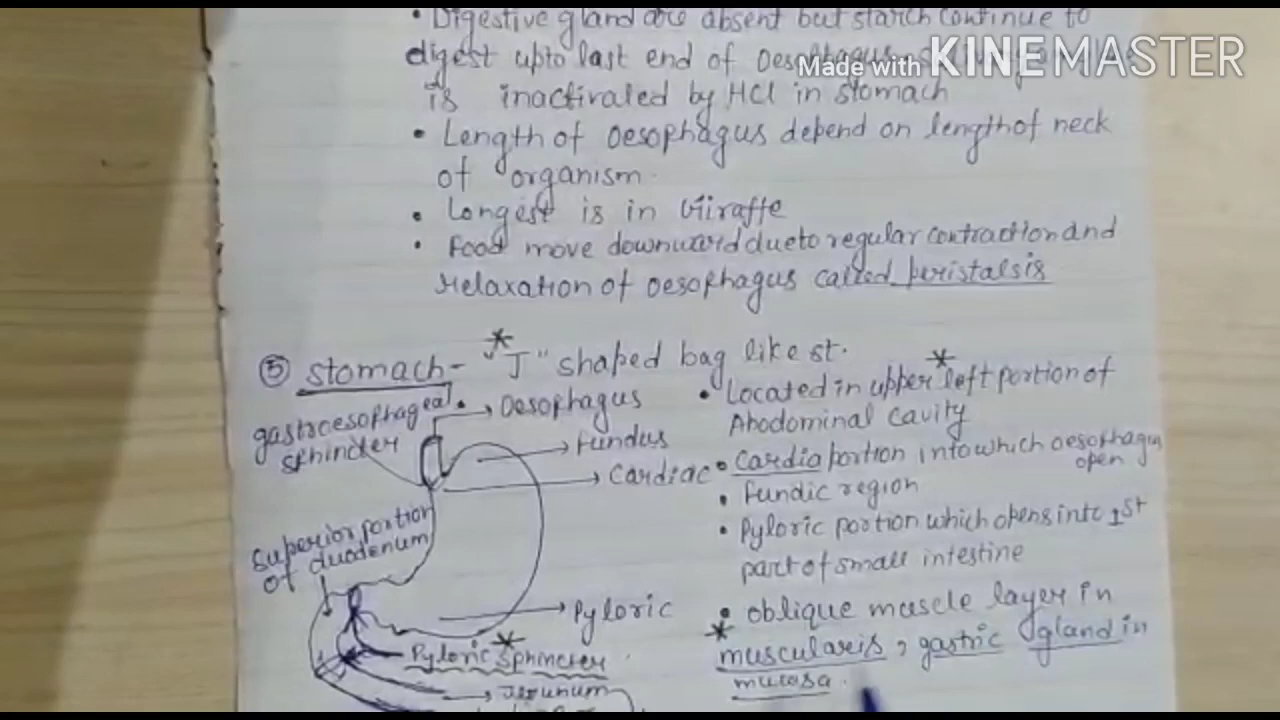 • Digestive gland are absent but starch continue to
digest upto last end of Oesophagus
Made with KINEMASTER
is inactivated by HCl in stomach
• Length of oesophagus depend on length of neck
of organism.
• Longest is in Giraffe
• Food move downward due to regular contraction and
relaxation of oesophagus called peristalsis
⑤ stomach - * "J" shaped bag like st.
gastroesophageal
sphincter
→ Oesophagus
→ Fundus
→ Cardiac
superior portion
of duodenum
→ Pyloric
* Pyloric sphincter
→ Jejunum
* • Located in upper left portion of
Abodominal cavity
• Cardia portion into which oesophagus
open
• fundic region
• Pyloric portion which opens into 1st
part of small intestine
• oblique muscle layer in
* muscularis, gastric gland in
mucosa.